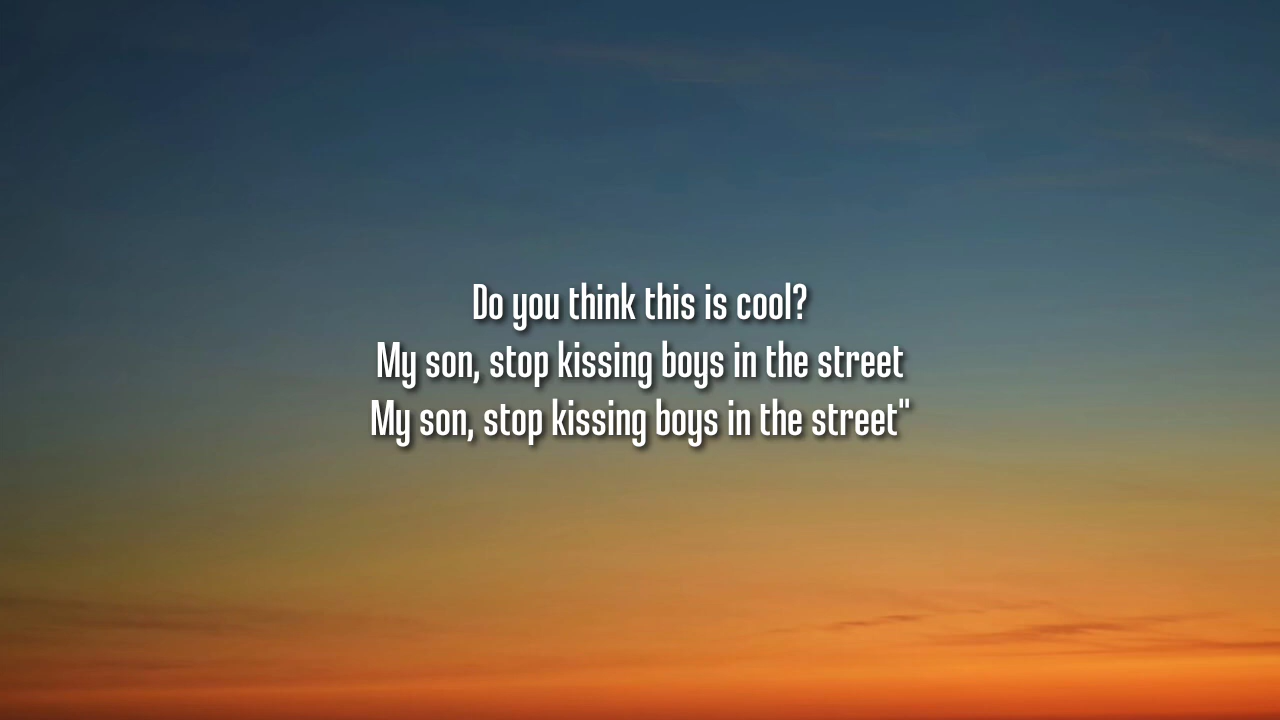 Do you think this is cool?
My son, stop kissing boys in the street
My son, stop kissing boys in the street"